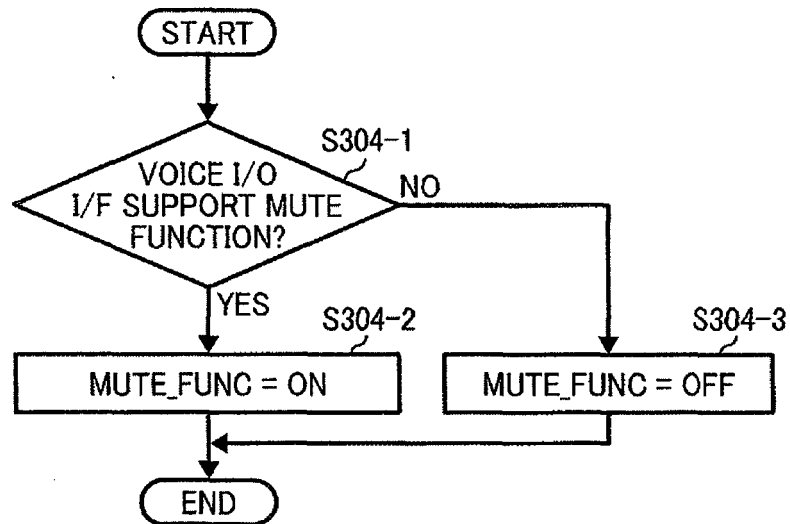 START
S304-1
VOICE I/O
I/F SUPPORT MUTE
FUNCTION?
NO
YES
S304-2
S304-3
MUTE_FUNC = ON
MUTE_FUNC = OFF
END